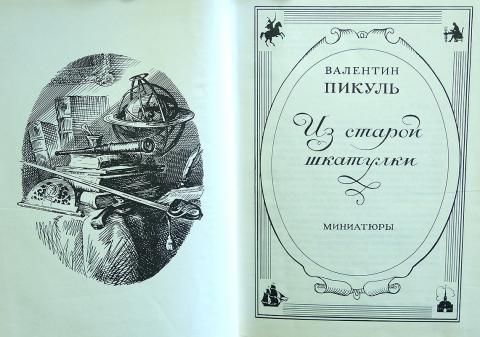 ВАЛЕНТИН
ПИКУЛЬ
Из старой
шкатулки
МИНИАТЮРЫ